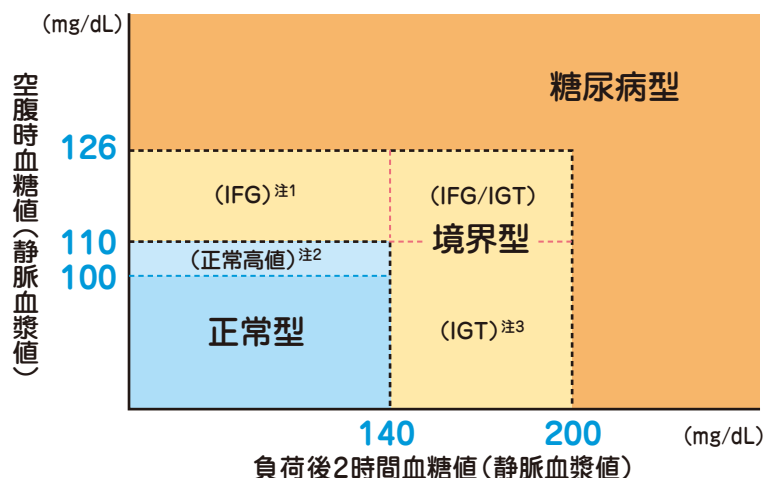 (mg/dL)
空腹時血糖値(静脈血漿値)
糖尿病型
126
(IFG)注1
(IFG/IGT)
110
境界型
(正常高値)注2
100
正常型
(IGT)注3
140
200
(mg/dL)
負荷後2時間血糖値(静脈血漿値)